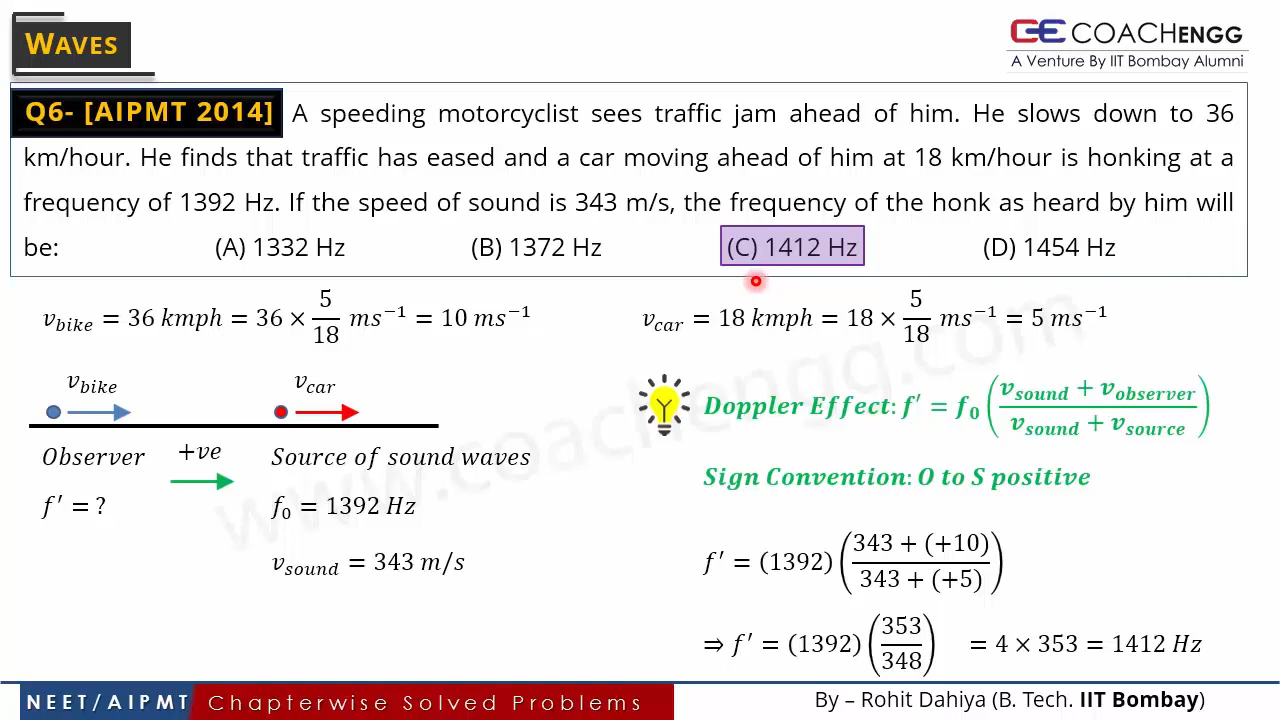 WAVES
COACHENGG
A Venture By IIT Bombay Alumni
Q6- [AIPMT 2014] A speeding motorcyclist sees traffic jam ahead of him. He slows down to 36
km/hour. He finds that traffic has eased and a car moving ahead of him at 18 km/hour is honking at a
frequency of 1392 Hz. If the speed of sound is 343 m/s, the frequency of the honk as heard by him will
be: (A) 1332 Hz (B) 1372 Hz (C) 1412 Hz (D) 1454 Hz
v_bike = 36 kmph = 36 × 5/18 ms⁻¹ = 10 ms⁻¹
v_car = 18 kmph = 18 × 5/18 ms⁻¹ = 5 ms⁻¹
v_bike v_car
Observer +ve Source of sound waves
f′ = ? f₀ = 1392 Hz
v_sound = 343 m/s
Doppler Effect: f′ = f₀ ((v_sound + v_observer)/(v_sound + v_source))
Sign Convention: O to S positive
f′ = (1392) ((343 + (+10))/(343 + (+5)))
⇒ f′ = (1392) (353/348) = 4 × 353 = 1412 Hz
www.coachengg.com
NEET/AIPMT Chapterwise Solved Problems
By – Rohit Dahiya (B. Tech. IIT Bombay)